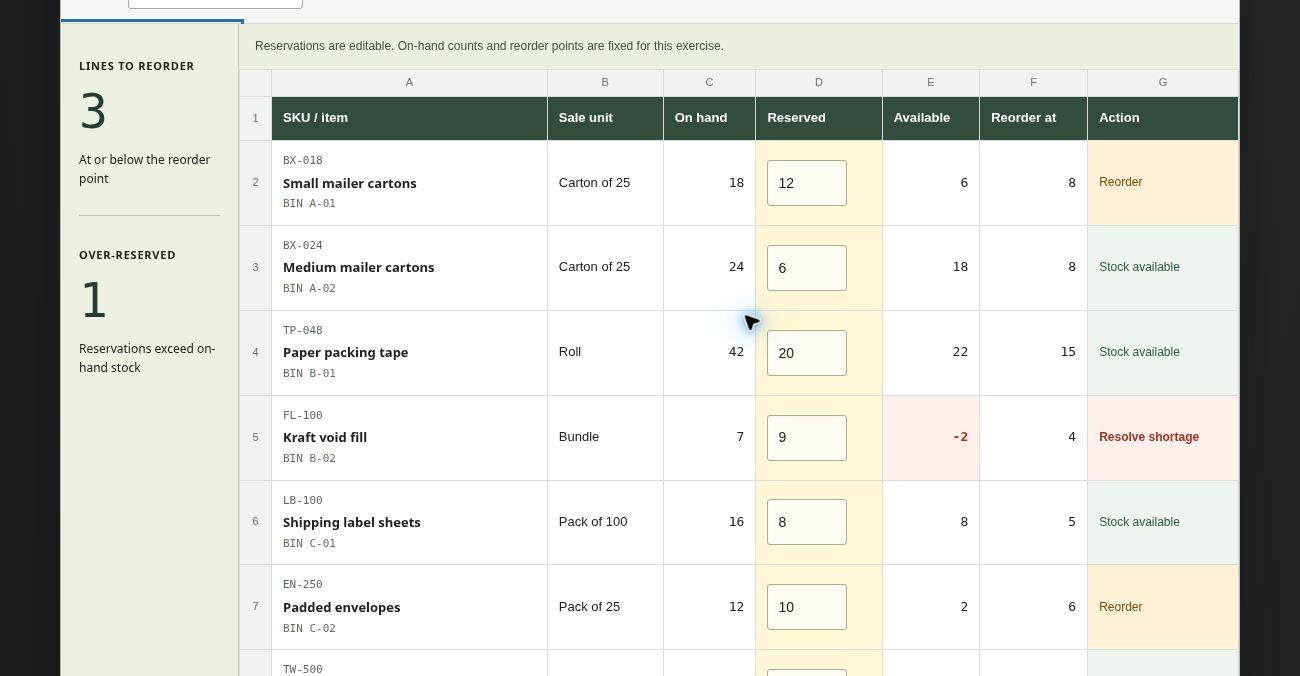 Reservations are editable. On-hand counts and reorder points are fixed for this exercise.
LINES TO REORDER
3
At or below the reorder
point
OVER-RESERVED
1
Reservations exceed on-
hand stock
A B C D E F G
1 SKU / item Sale unit On hand Reserved Available Reorder at Action
BX-018
2 Small mailer cartons Carton of 25 18 12 6 8 Reorder
BIN A-01
BX-024
3 Medium mailer cartons Carton of 25 24 6 18 8 Stock available
BIN A-02
TP-048
4 Paper packing tape Roll 42 20 22 15 Stock available
BIN B-01
FL-100
5 Kraft void fill Bundle 7 9 -2 4 Resolve shortage
BIN B-02
LB-100
6 Shipping label sheets Pack of 100 16 8 8 5 Stock available
BIN C-01
EN-250
7 Padded envelopes Pack of 25 12 10 2 6 Reorder
BIN C-02
TW-500